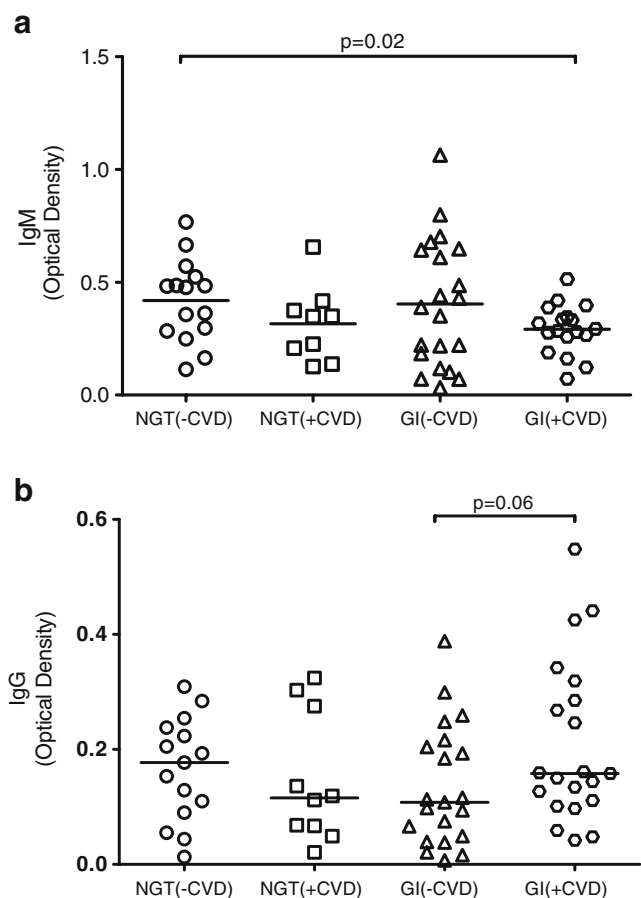 a
p=0.02
1.5
1.0
0.5
0.0
IgM
(Optical Density)
NGT(-CVD) NGT(+CVD) GI(-CVD) GI(+CVD)
b
p=0.06
0.6
0.4
0.2
0.0
IgG
(Optical Density)
NGT(-CVD) NGT(+CVD) GI(-CVD) GI(+CVD)